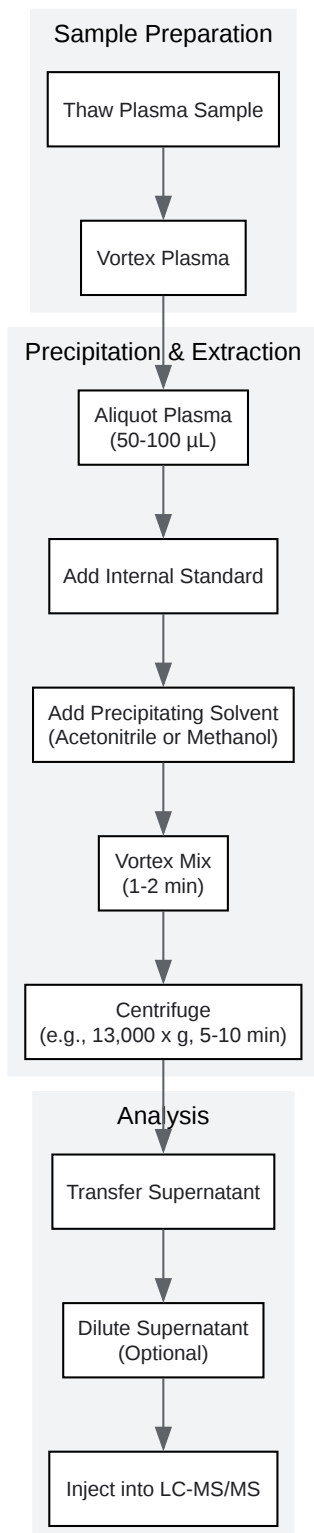 Sample Preparation
Thaw Plasma Sample
Vortex Plasma
Precipitation & Extraction
Aliquot Plasma
(50-100 µL)
Add Internal Standard
Add Precipitating Solvent
(Acetonitrile or Methanol)
Vortex Mix
(1-2 min)
Centrifuge
(e.g., 13,000 x g, 5-10 min)
Analysis
Transfer Supernatant
Dilute Supernatant
(Optional)
Inject into LC-MS/MS